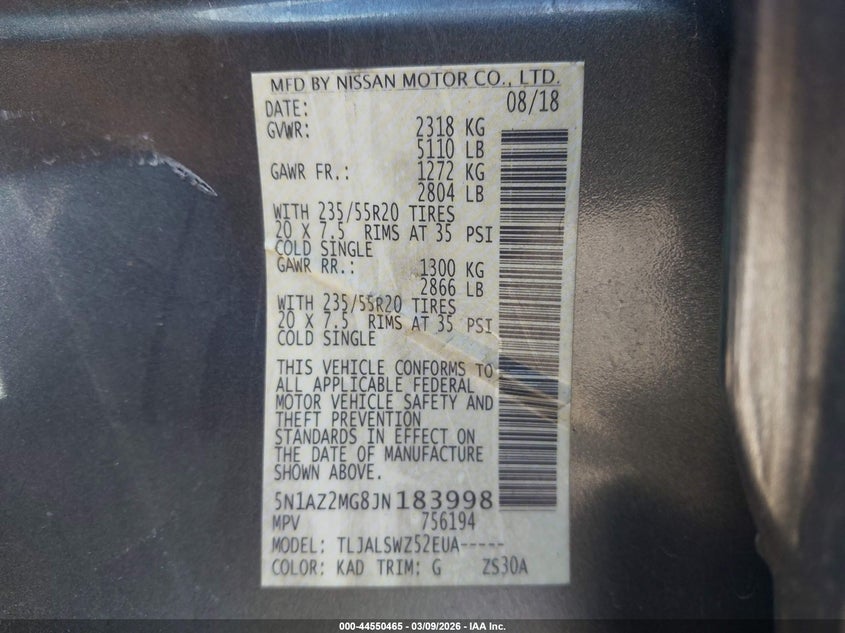 MFD BY NISSAN MOTOR CO., LTD.
DATE: 08/18
GVWR: 2318 KG
5110 LB
GAWR FR.: 1272 KG
2804 LB
WITH 235/55R20 TIRES
20 X 7.5 RIMS AT 35 PSI
COLD SINGLE
GAWR RR.: 1300 KG
2866 LB
WITH 235/55R20 TIRES
20 X 7.5 RIMS AT 35 PSI
COLD SINGLE
THIS VEHICLE CONFORMS TO
ALL APPLICABLE FEDERAL
MOTOR VEHICLE SAFETY AND
THEFT PREVENTION
STANDARDS IN EFFECT ON
THE DATE OF MANUFACTURE
SHOWN ABOVE.
5N1AZ2MG8JN183998
MPV 756194
MODEL: TLJALSWZ52EUA-----
COLOR: KAD TRIM: G ZS30A
000-44550465 - 03/09/2026 - IAA Inc.